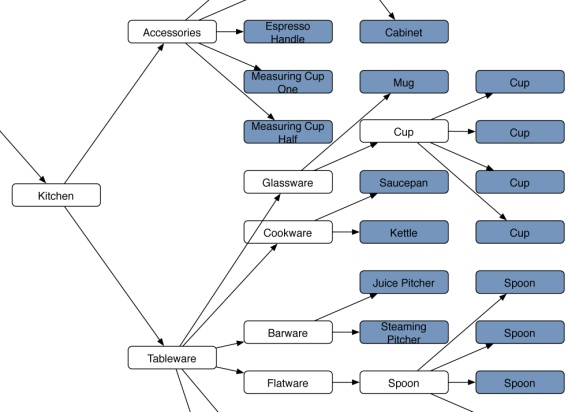 Accessories
Espresso
Handle
Cabinet
Measuring Cup
One
Mug
Cup
Measuring Cup
Half
Cup
Cup
Kitchen
Glassware
Saucepan
Cup
Cookware
Kettle
Cup
Juice Pitcher
Spoon
Barware
Steaming
Pitcher
Spoon
Tableware
Flatware
Spoon
Spoon